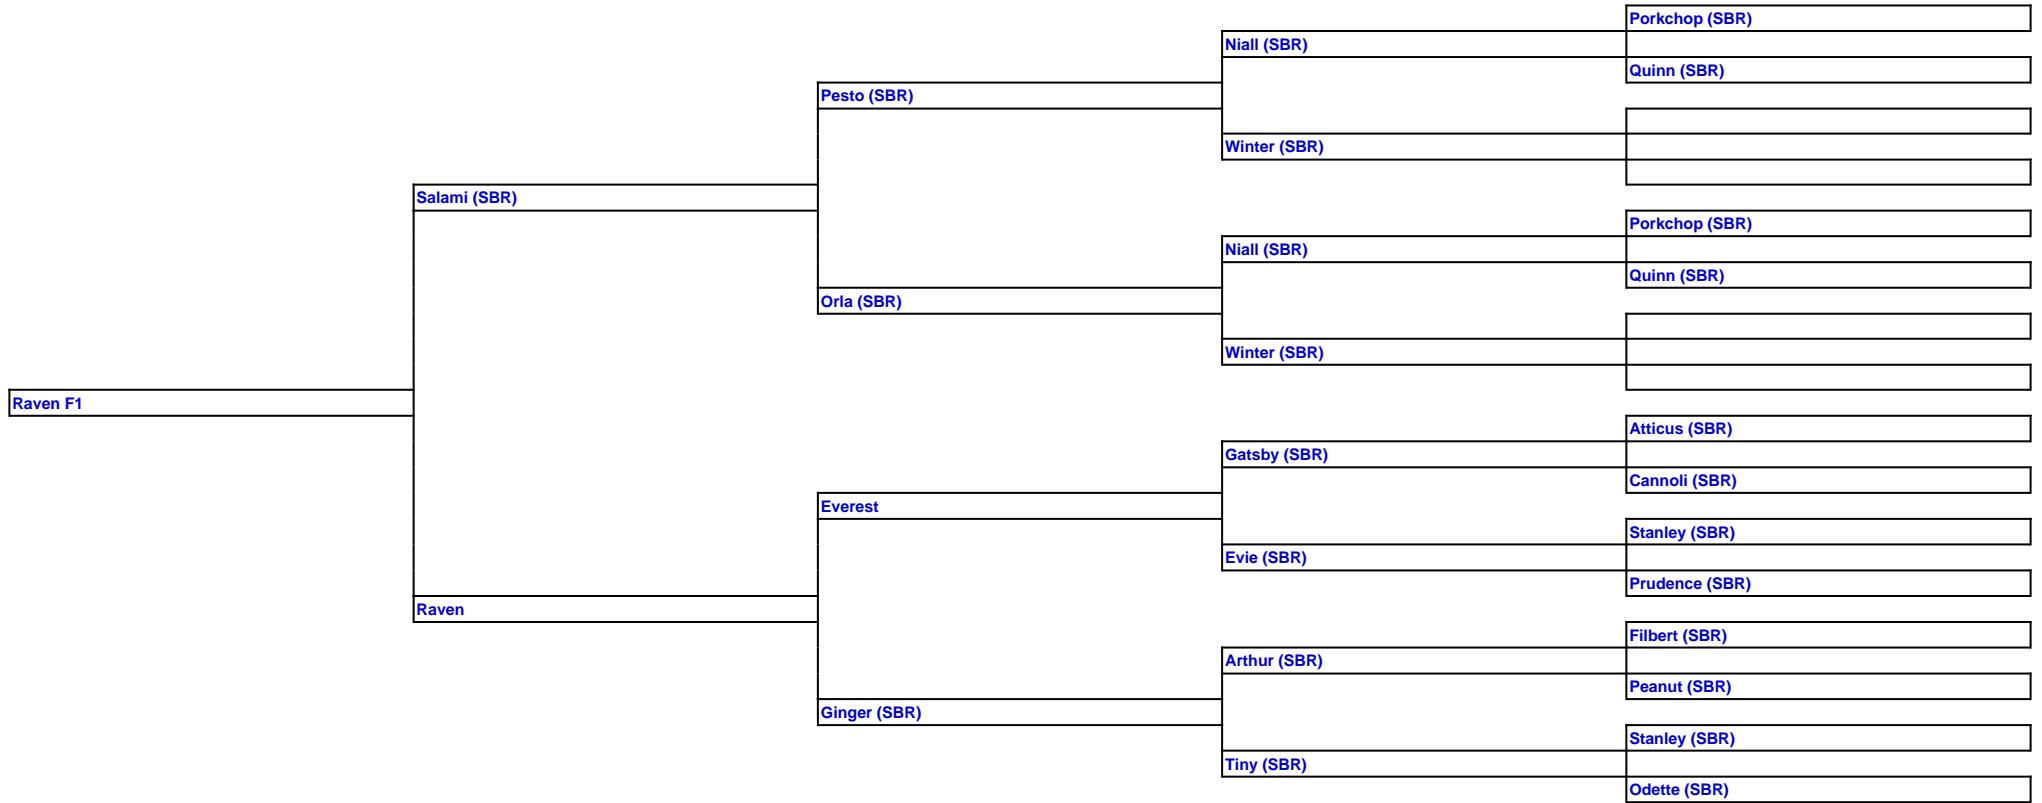 Porkchop (SBR)
Niall (SBR)
Quinn (SBR)
Pesto (SBR)
Winter (SBR)
Salami (SBR)
Porkchop (SBR)
Niall (SBR)
Quinn (SBR)
Orla (SBR)
Winter (SBR)
Raven F1
Atticus (SBR)
Gatsby (SBR)
Cannoli (SBR)
Everest
Stanley (SBR)
Evie (SBR)
Prudence (SBR)
Raven
Filbert (SBR)
Arthur (SBR)
Peanut (SBR)
Ginger (SBR)
Stanley (SBR)
Tiny (SBR)
Odette (SBR)